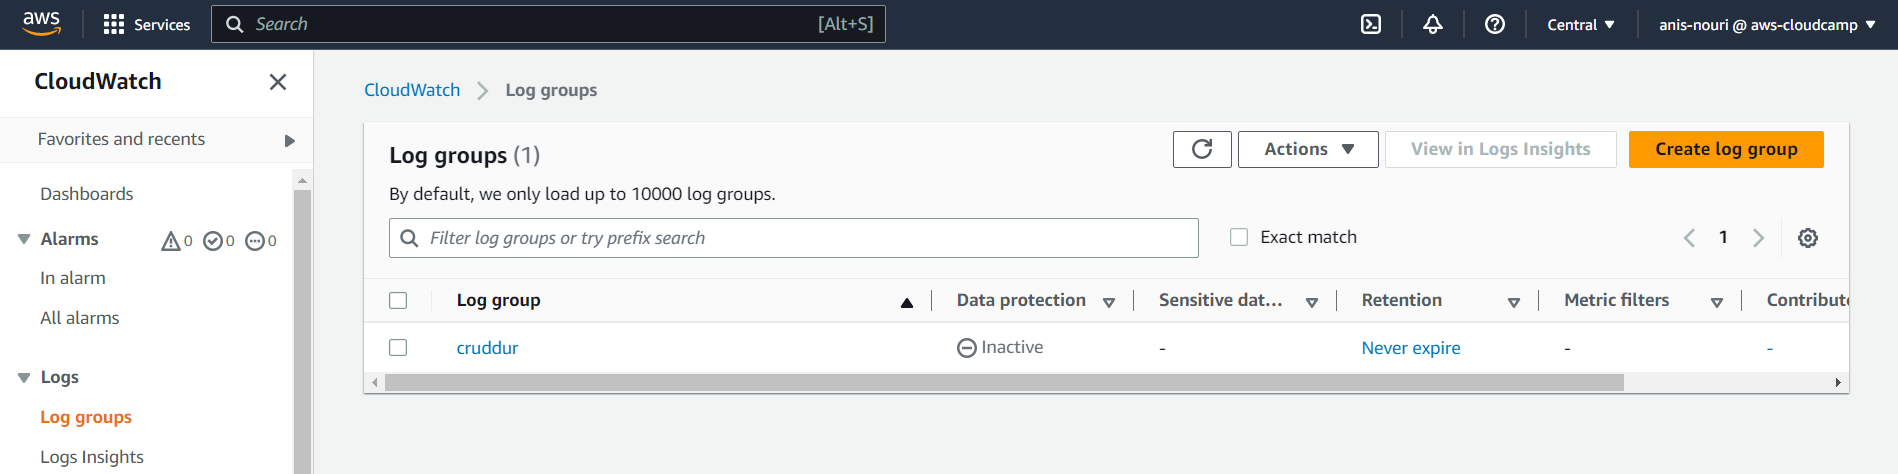 aws Services Search [Alt+S] Central anis-nouri @ aws-cloudcamp
CloudWatch
Favorites and recents
Dashboards
Alarms 0 0 0
In alarm
All alarms
Logs
Log groups
Logs Insights
CloudWatch Log groups
Log groups (1) Actions View in Logs Insights Create log group
By default, we only load up to 10000 log groups.
Filter log groups or try prefix search Exact match 1
Log group Data protection Sensitive dat... Retention Metric filters Contribut
cruddur Inactive - Never expire - -